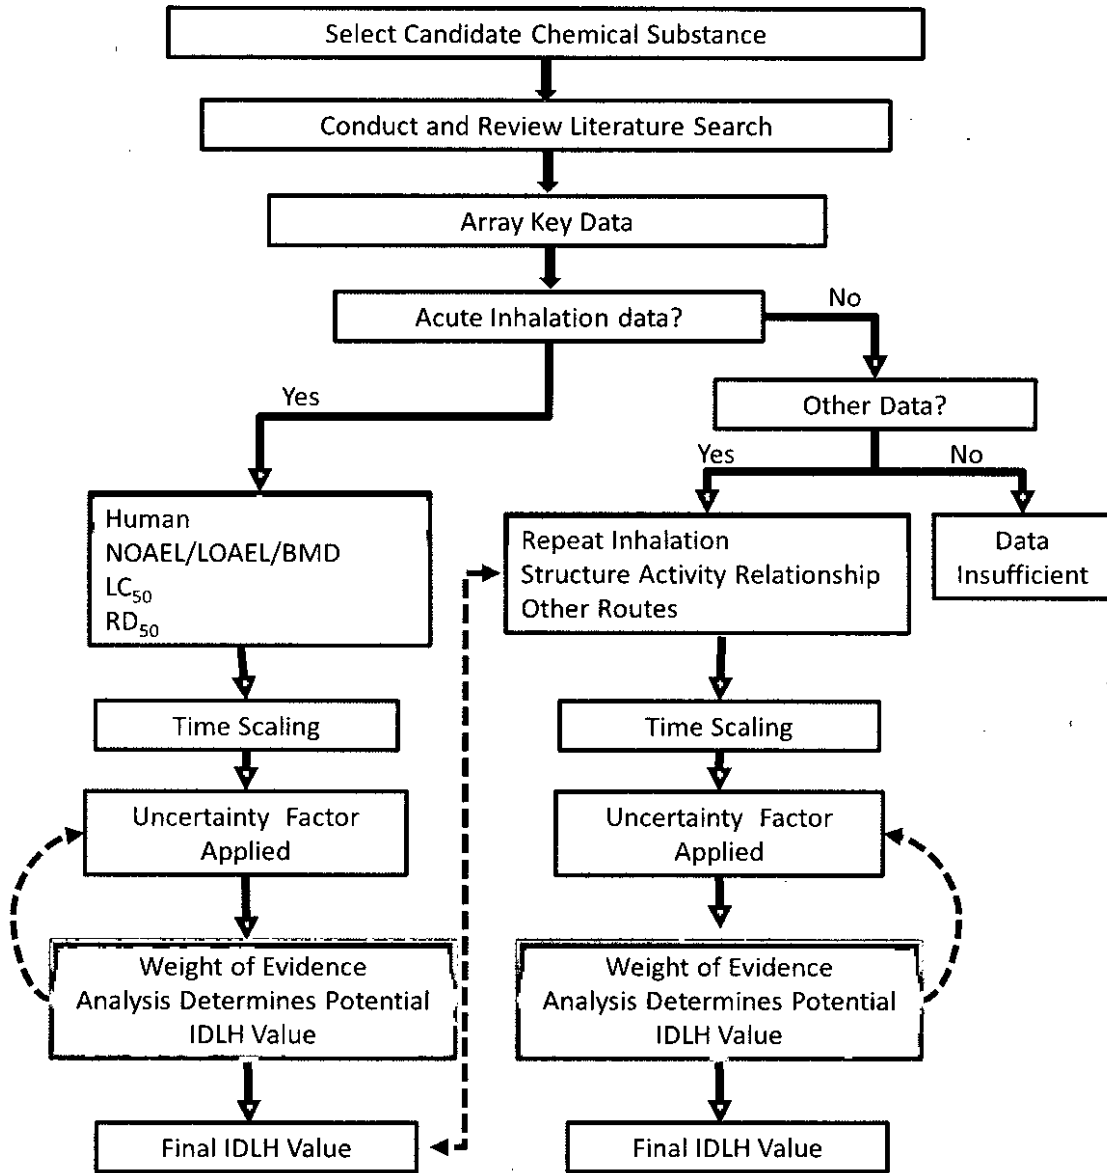 Select Candidate Chemical Substance
Conduct and Review Literature Search
Array Key Data
Acute Inhalation data?
No
Yes
Other Data?
Yes
No
Human
NOAEL/LOAEL/BMD
LC₅₀
RD₅₀
Repeat Inhalation
Structure Activity Relationship
Other Routes
Data
Insufficient
Time Scaling
Time Scaling
Uncertainty Factor
Applied
Uncertainty Factor
Applied
Weight of Evidence
Analysis Determines Potential
IDLH Value
Weight of Evidence
Analysis Determines Potential
IDLH Value
Final IDLH Value
Final IDLH Value